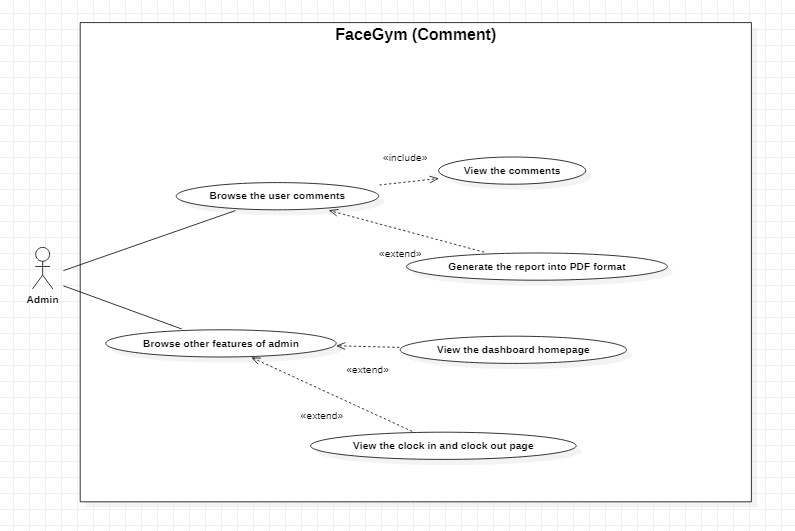 FaceGym (Comment)
«include»
View the comments
Browse the user comments
«extend»
Generate the report into PDF format
Admin
Browse other features of admin
View the dashboard homepage
«extend»
«extend»
View the clock in and clock out page